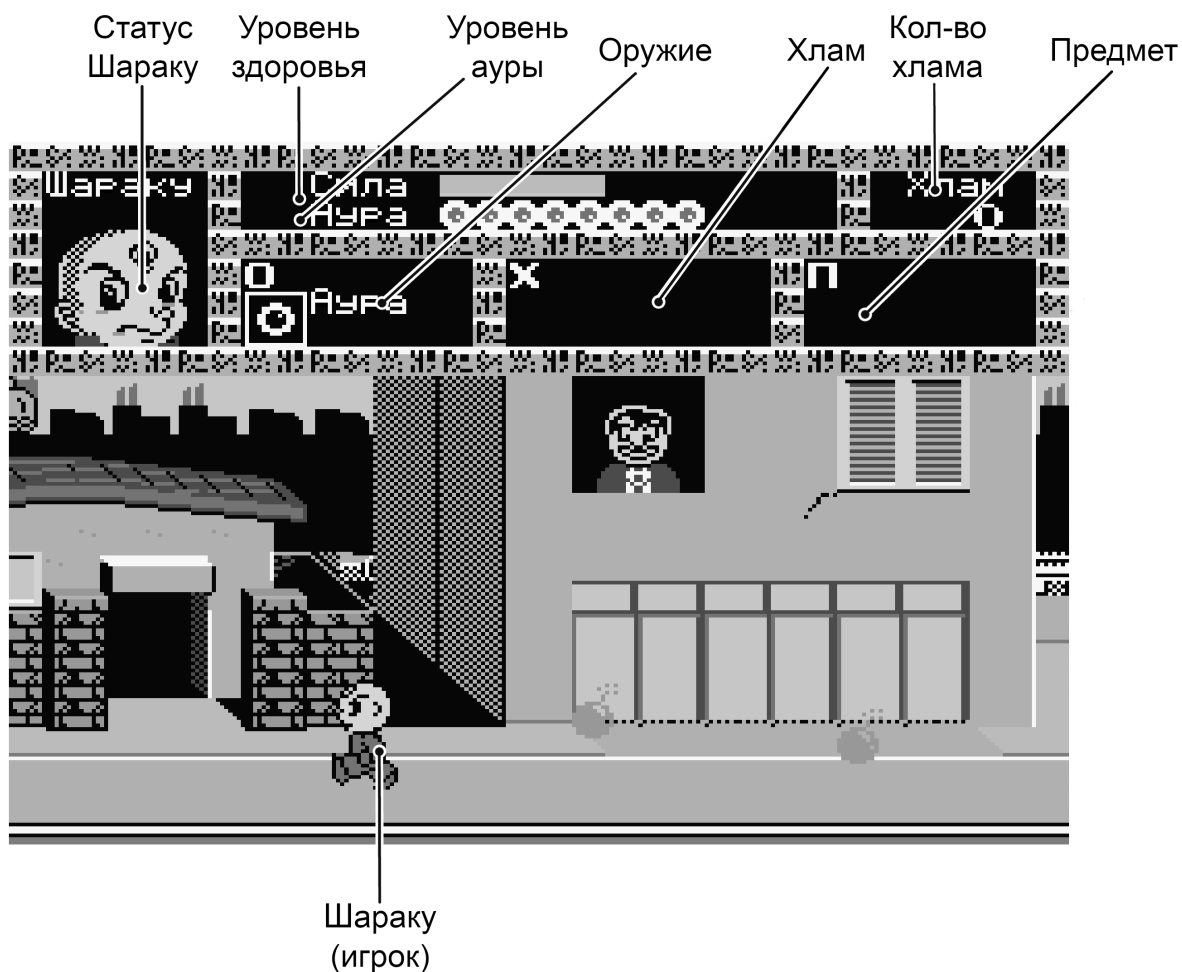 Статус
Шараку
Уровень
здоровья
Уровень
ауры
Оружие
Хлам
Кол-во
хлама
Предмет
Шараку
Сила
Аура
Хлам
0
О
Аура
Х
П
Шараку
(игрок)